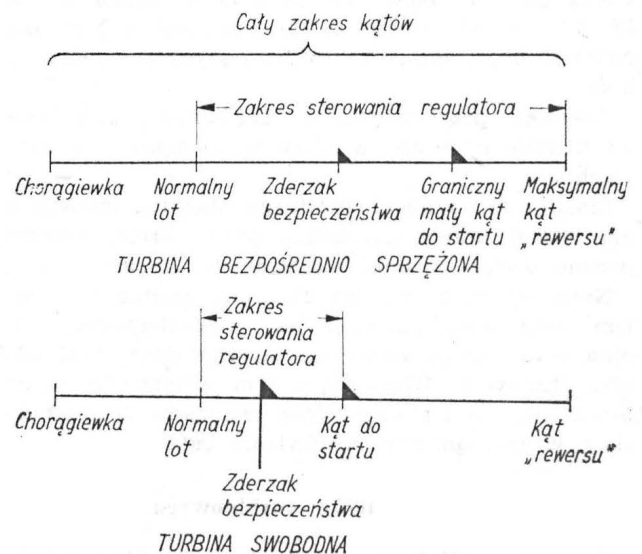 Cały zakres kątów
Zakres sterowania regulatora
Chorągiewka
Normalny
lot
Zderzak
bezpieczeństwa
Graniczny
mały kąt
do startu
Maksymalny
kąt
„rewersu"
TURBINA BEZPOŚREDNIO SPRZĘŻONA
Zakres
sterowania
regulatora
Chorągiewka
Normalny
lot
Kąt do
startu
Kąt
„rewersu"
Zderzak
bezpieczeństwa
TURBINA SWOBODNA